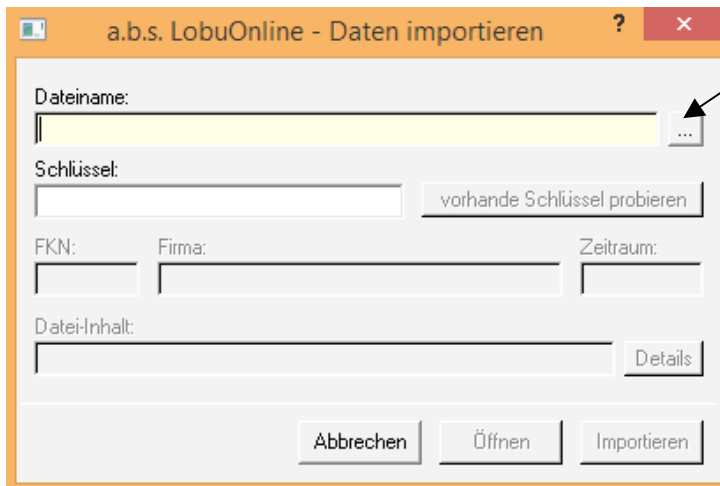 a.b.s. LobuOnline - Daten importieren ? ×
Dateiname:
...
Schlüssel:
vorhande Schlüssel probieren
FKN: Firma: Zeitraum:
Datei-Inhalt:
Details
Abbrechen Öffnen Importieren